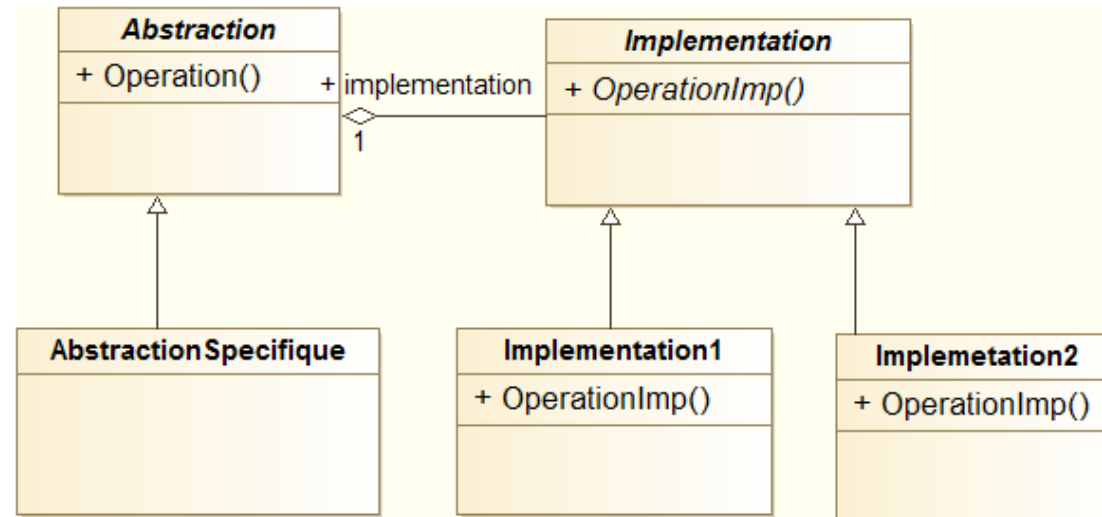 Abstraction
+ Operation()
+ implementation
1
Implementation
+ OperationImp()
AbstractionSpecifique
Implementation1
+ OperationImp()
Implemetation2
+ OperationImp()